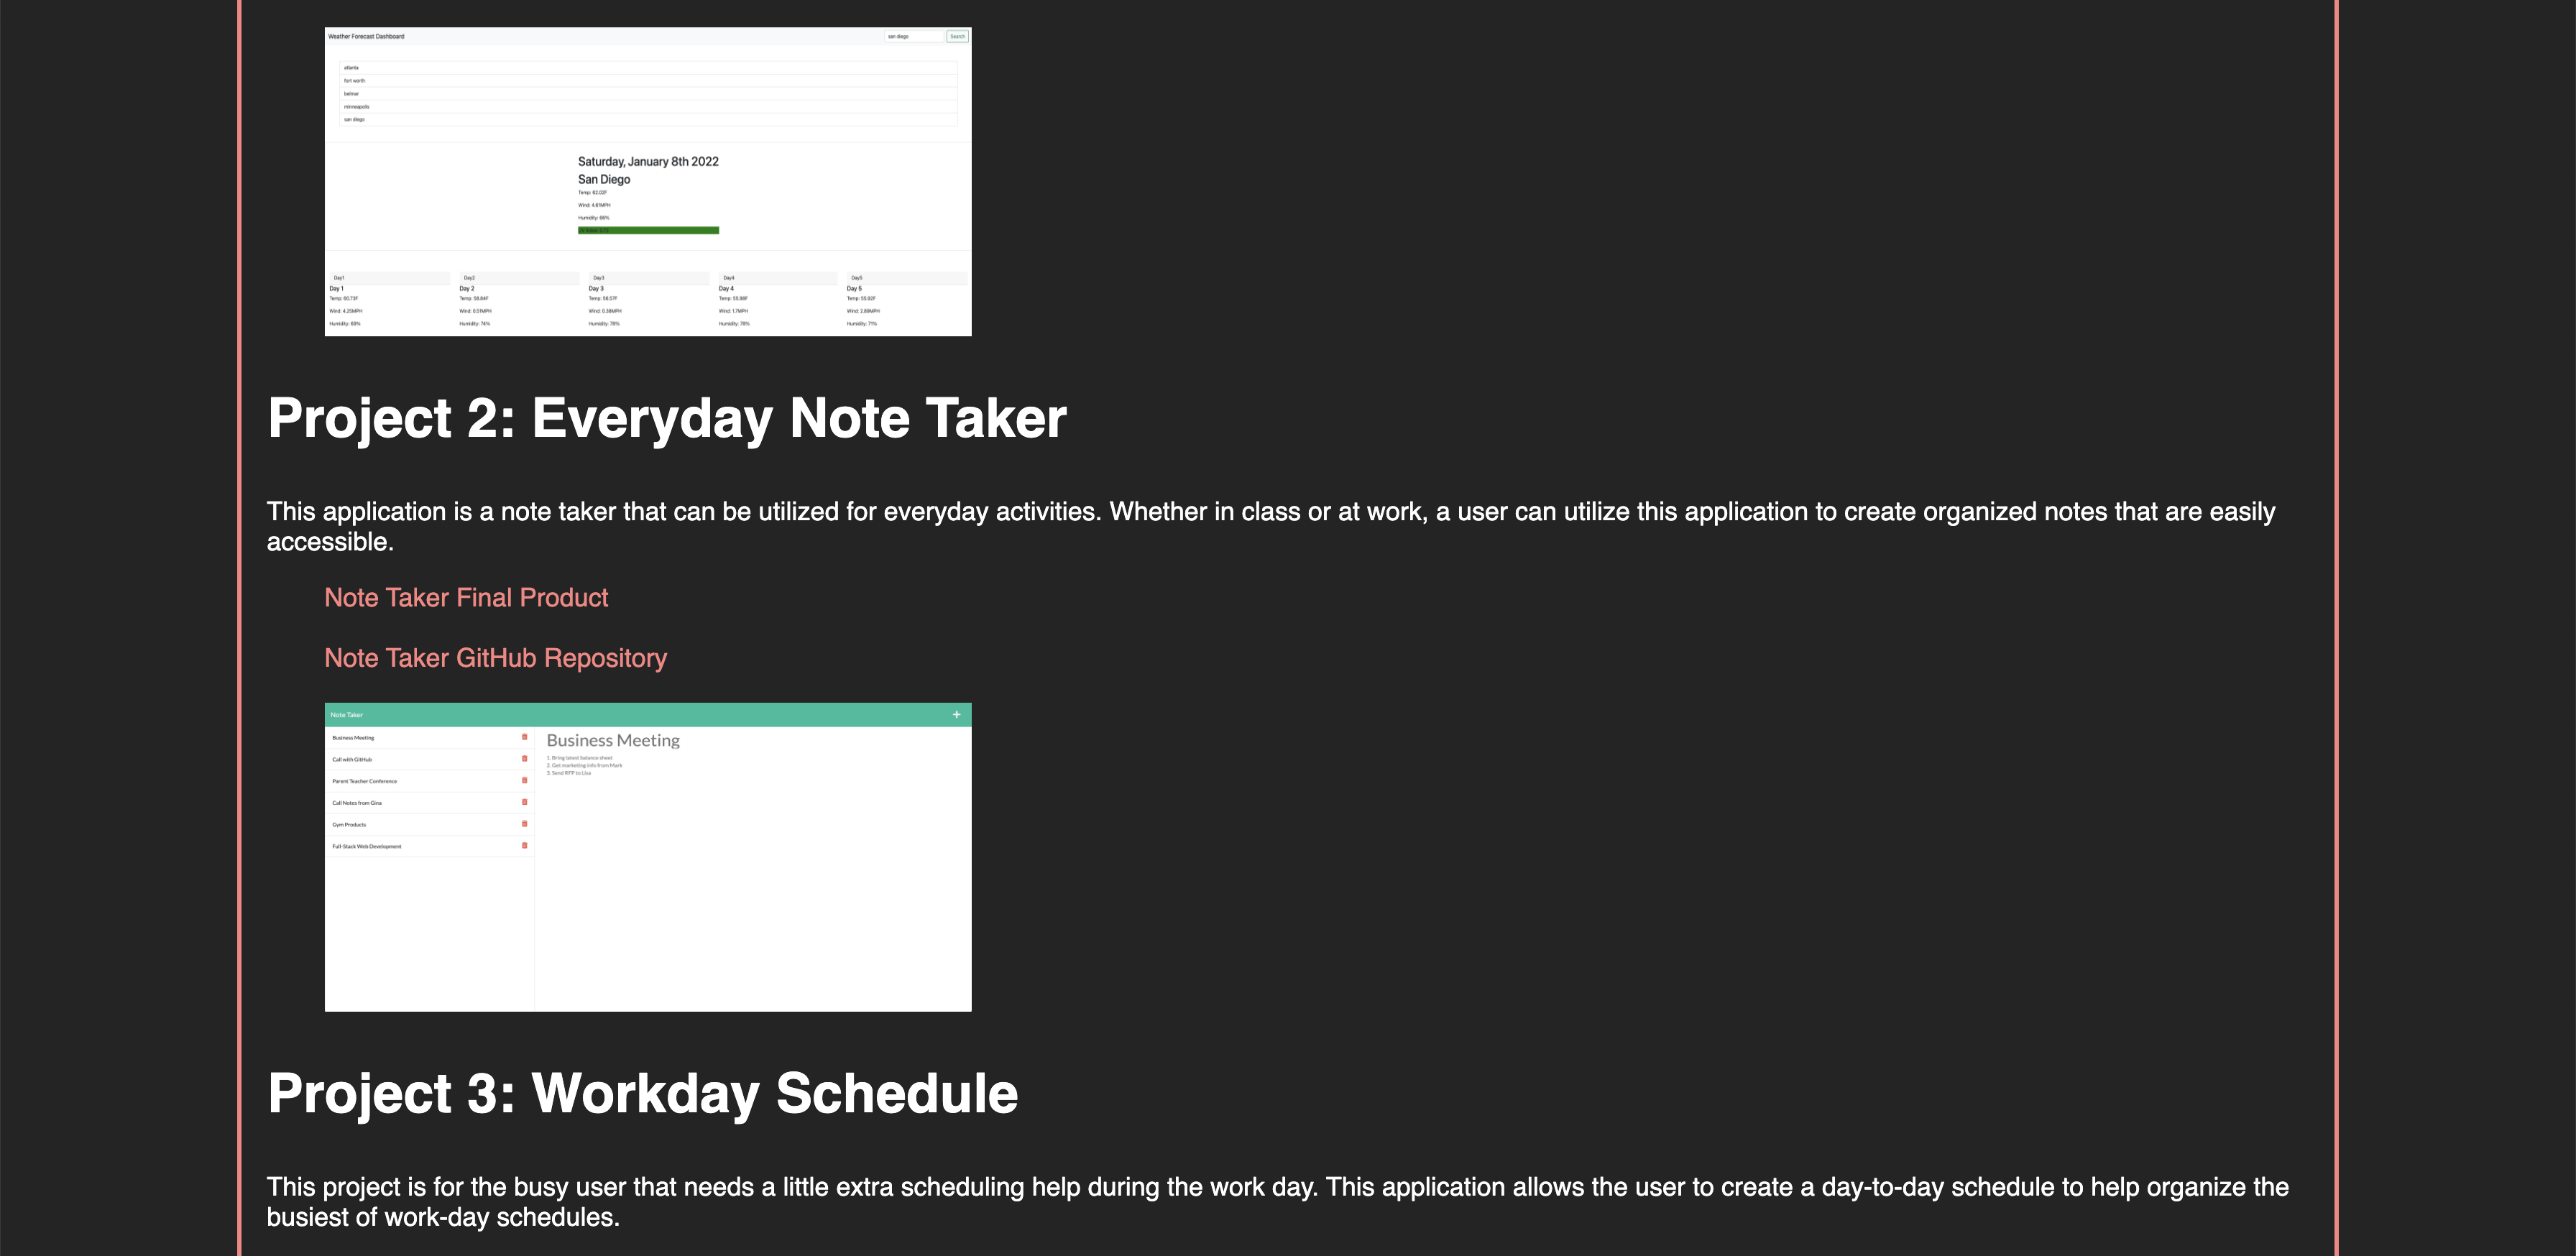 Weather Forecast Dashboard
san diego
Search
atlanta
fort worth
belmar
minneapolis
san diego
Saturday, January 8th 2022
San Diego
Temp: 62.02F
Wind: 4.61MPH
Humidity: 66%
Day1 Day2 Day3 Day4 Day5
Day 1 Day 2 Day 3 Day 4 Day 5
Temp: 60.73F Temp: 58.84F Temp: 58.57F Temp: 55.98F Temp: 55.92F
Wind: 4.25MPH Wind: 0.51MPH Wind: 0.38MPH Wind: 1.7MPH Wind: 2.89MPH
Humidity: 69% Humidity: 74% Humidity: 78% Humidity: 78% Humidity: 71%
Project 2: Everyday Note Taker
This application is a note taker that can be utilized for everyday activities. Whether in class or at work, a user can utilize this application to create organized notes that are easily
accessible.
Note Taker Final Product
Note Taker GitHub Repository
Note Taker
Business Meeting
Call with GitHub
Parent Teacher Conference
Call Notes from Gina
Gym Products
Full-Stack Web Development
Business Meeting
1. Bring latest balance sheet
2. Get marketing info from Mark
3. Send RFP to Lisa
Project 3: Workday Schedule
This project is for the busy user that needs a little extra scheduling help during the work day. This application allows the user to create a day-to-day schedule to help organize the
busiest of work-day schedules.